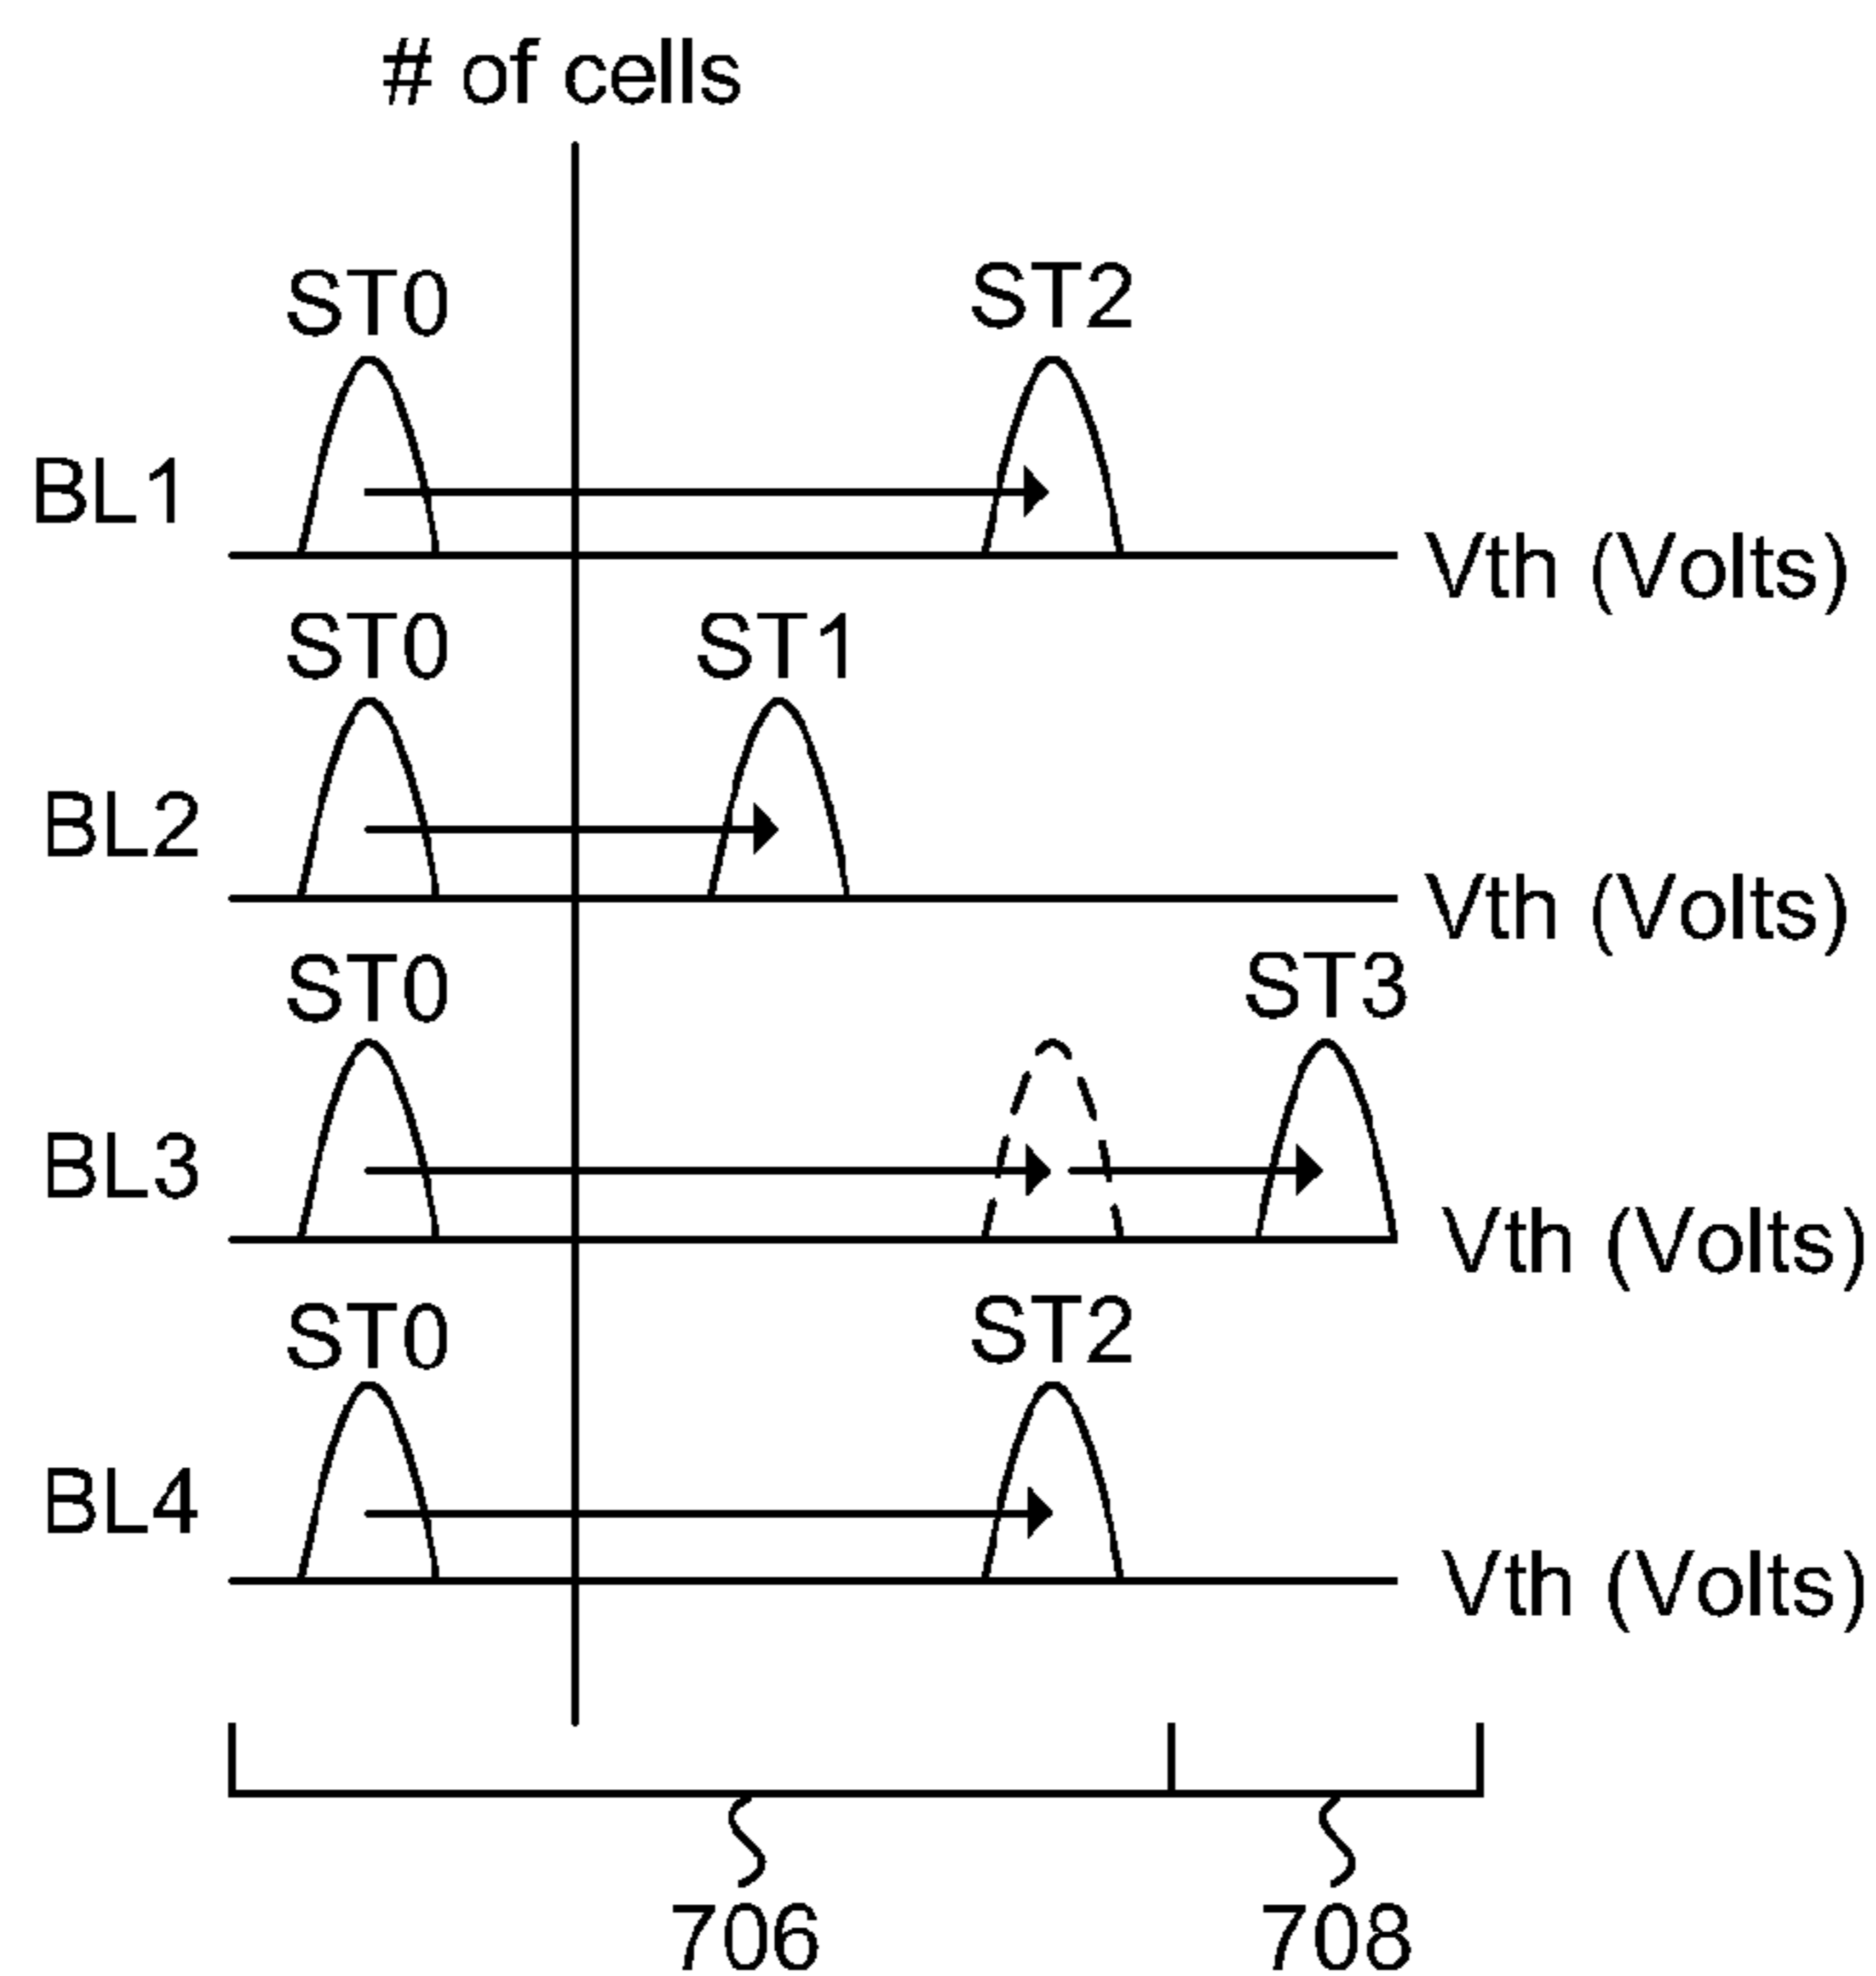 # of cells
ST0 ST2
BL1
Vth (Volts)
ST0 ST1
BL2
Vth (Volts)
ST0 ST3
BL3
Vth (Volts)
ST0 ST2
BL4
Vth (Volts)
706 708